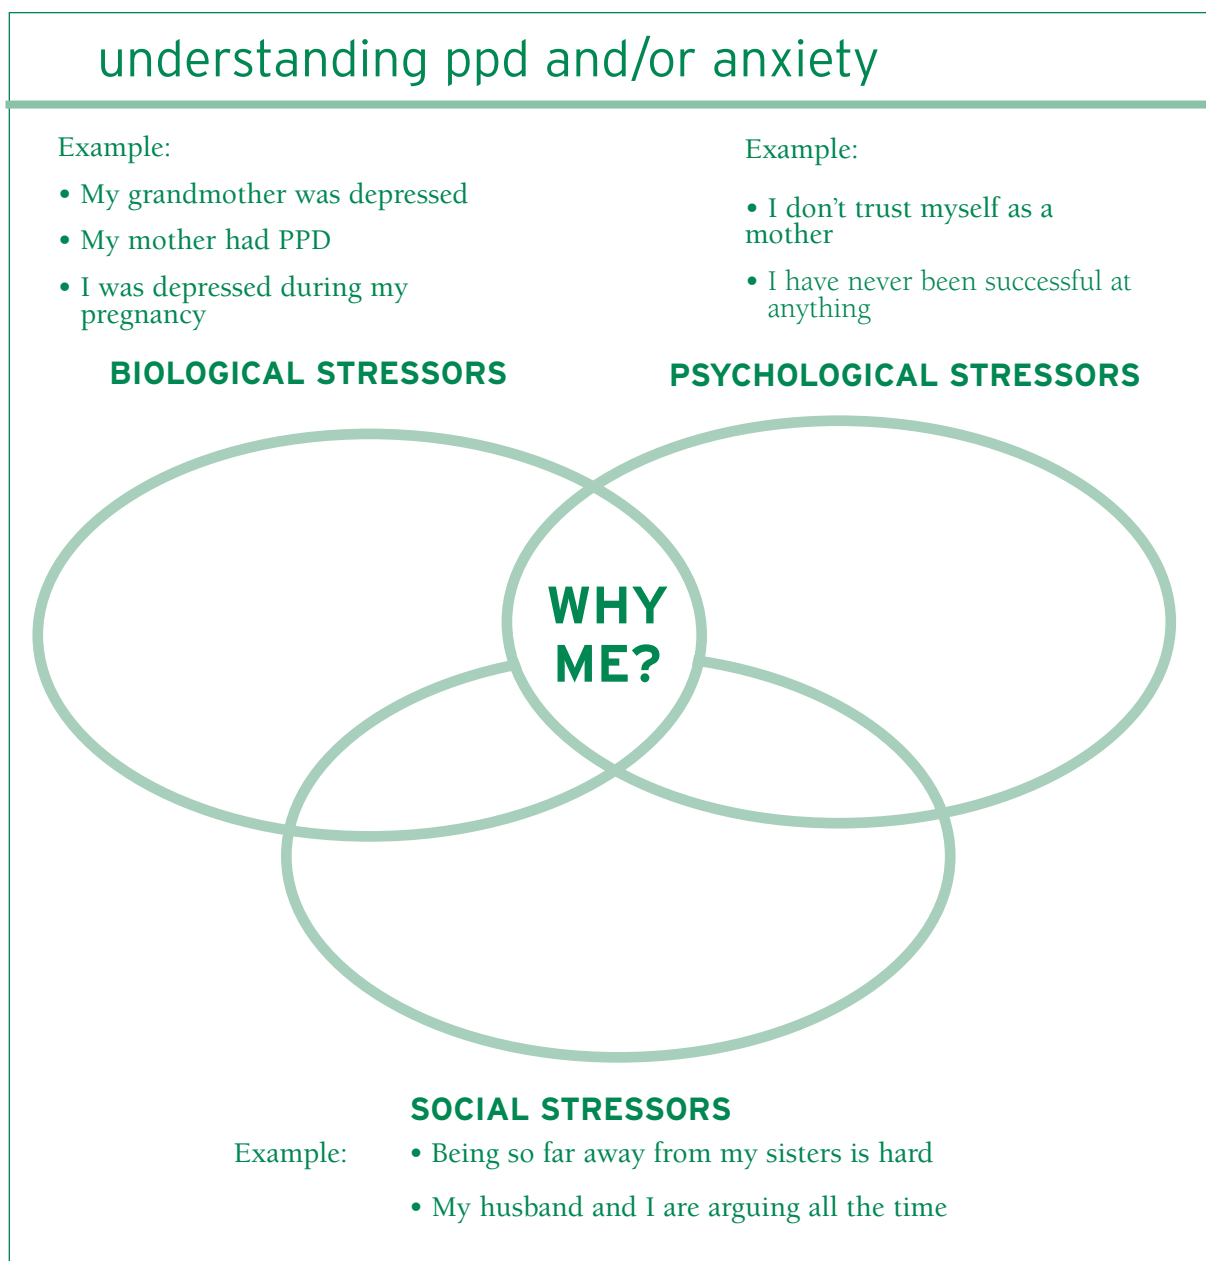 understanding ppd and/or anxiety
Example:
• My grandmother was depressed
• My mother had PPD
• I was depressed during my
pregnancy
BIOLOGICAL STRESSORS
Example:
• I don't trust myself as a
mother
• I have never been successful at
anything
PSYCHOLOGICAL STRESSORS
WHY
ME?
SOCIAL STRESSORS
Example:
• Being so far away from my sisters is hard
• My husband and I are arguing all the time